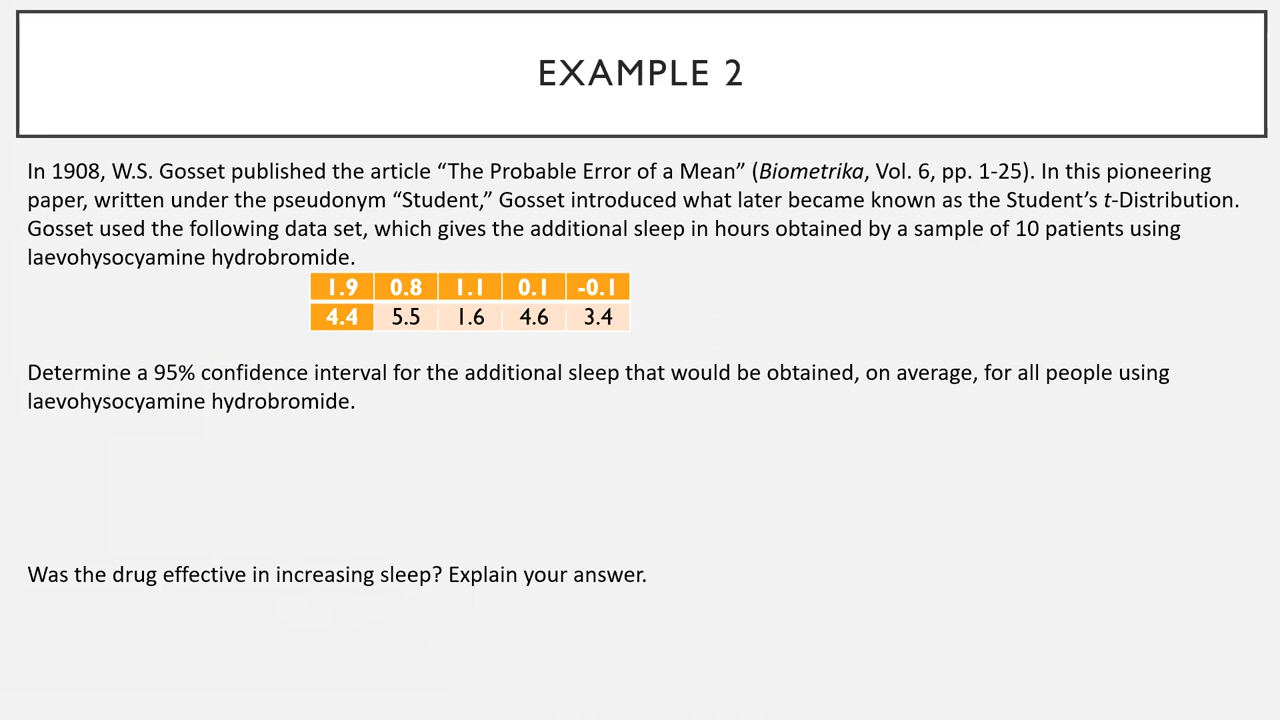 EXAMPLE 2
In 1908, W.S. Gosset published the article “The Probable Error of a Mean” (Biometrika, Vol. 6, pp. 1-25). In this pioneering
paper, written under the pseudonym “Student,” Gosset introduced what later became known as the Student’s t-Distribution.
Gosset used the following data set, which gives the additional sleep in hours obtained by a sample of 10 patients using
laevohysocyamine hydrobromide.
1.9 0.8 1.1 0.1 -0.1
4.4 5.5 1.6 4.6 3.4
Determine a 95% confidence interval for the additional sleep that would be obtained, on average, for all people using
laevohysocyamine hydrobromide.
Was the drug effective in increasing sleep? Explain your answer.